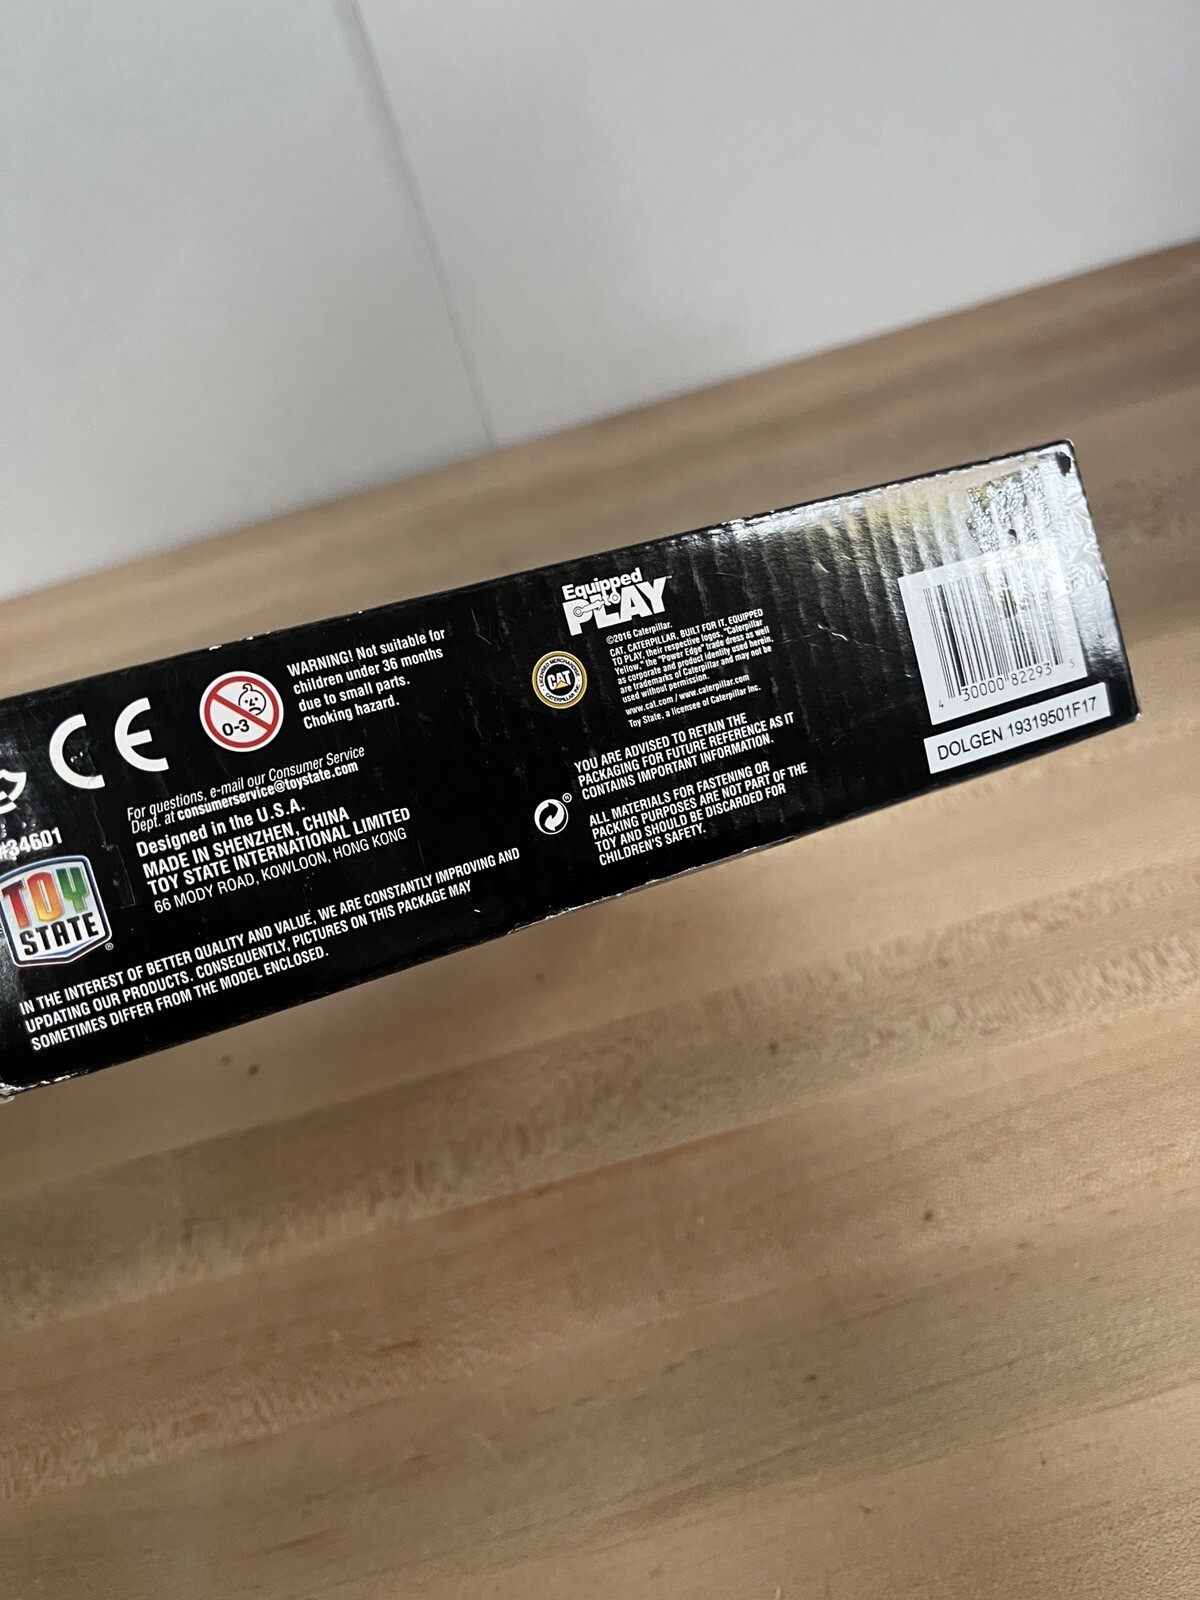 WARNING! Not suitable for
children under 36 months
due to small parts.
Choking hazard.
0-3
CE
For questions, e-mail our Consumer Service
Dept. at consumerservice@toystate.com
Designed in the U.S.A.
MADE IN SHENZHEN, CHINA
TOY STATE INTERNATIONAL LIMITED
66 MODY ROAD, KOWLOON, HONG KONG
#34601
TOY
STATE®
IN THE INTEREST OF BETTER QUALITY AND VALUE, WE ARE CONSTANTLY IMPROVING AND
UPDATING OUR PRODUCTS. CONSEQUENTLY, PICTURES ON THIS PACKAGE MAY
SOMETIMES DIFFER FROM THE MODEL ENCLOSED.
Equipped
to
PLAY™
©2016 Caterpillar.
CAT, CATERPILLAR, BUILT FOR IT, EQUIPPED
TO PLAY, their respective logos, "Caterpillar
Yellow," the "Power Edge" trade dress as well
as corporate and product identity used herein,
are trademarks of Caterpillar and may not be
used without permission.
www.cat.com / www.caterpillar.com
Toy State, a licensee of Caterpillar Inc.
LICENSED MERCHANDISE
CAT
CATERPILLAR INC.
YOU ARE ADVISED TO RETAIN THE
PACKAGING FOR FUTURE REFERENCE AS IT
CONTAINS IMPORTANT INFORMATION.
®
ALL MATERIALS FOR FASTENING OR
PACKING PURPOSES ARE NOT PART OF THE
TOY AND SHOULD BE DISCARDED FOR
CHILDREN'S SAFETY.
4 30000 82293 5
DOLGEN 19319501F17